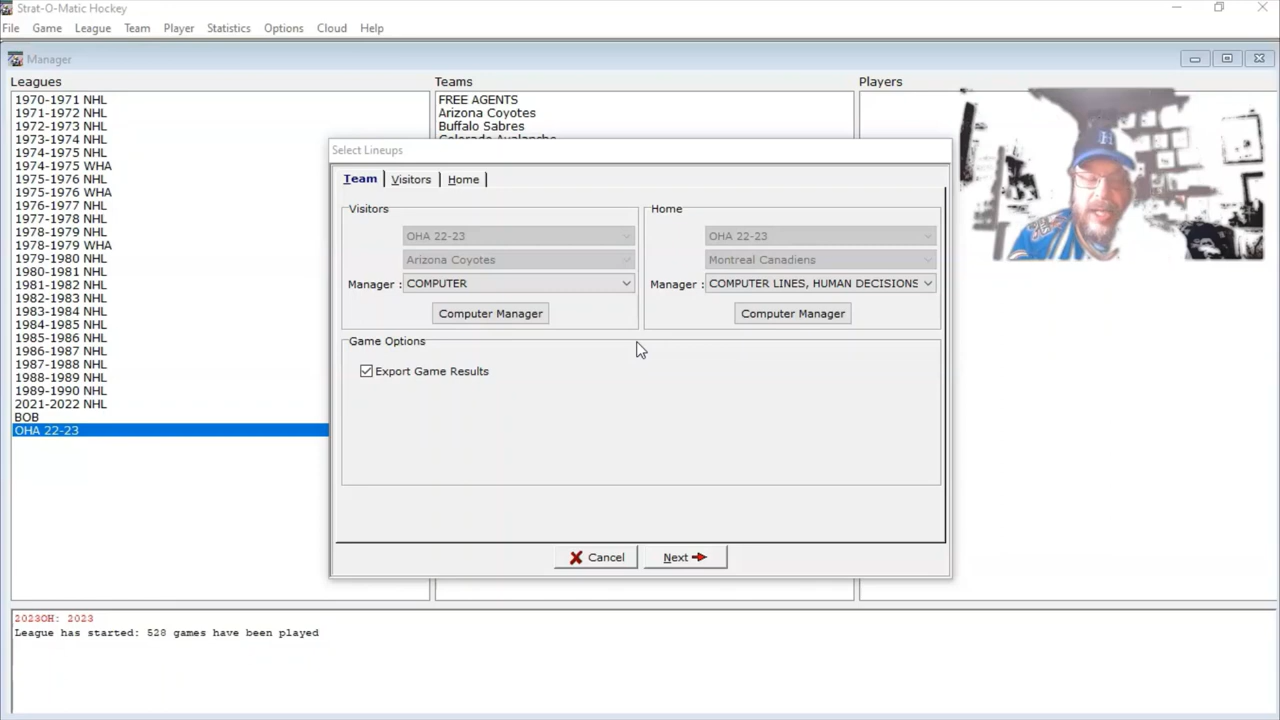 Strat-O-Matic Hockey
File Game League Team Player Statistics Options Cloud Help
Manager
Leagues
1970-1971 NHL
1971-1972 NHL
1972-1973 NHL
1973-1974 NHL
1974-1975 NHL
1974-1975 WHA
1975-1976 NHL
1975-1976 WHA
1976-1977 NHL
1977-1978 NHL
1978-1979 NHL
1978-1979 WHA
1979-1980 NHL
1980-1981 NHL
1981-1982 NHL
1982-1983 NHL
1983-1984 NHL
1984-1985 NHL
1985-1986 NHL
1986-1987 NHL
1987-1988 NHL
1988-1989 NHL
1989-1990 NHL
2021-2022 NHL
BOB
OHA 22-23
Teams
FREE AGENTS
Arizona Coyotes
Buffalo Sabres
Colorado Avalanche
Players
Select Lineups
Team Visitors Home
Visitors
OHA 22-23
Arizona Coyotes
Manager : COMPUTER
Computer Manager
Home
OHA 22-23
Montreal Canadiens
Manager : COMPUTER LINES, HUMAN DECISIONS
Computer Manager
Game Options
Export Game Results
Cancel Next
2023OH: 2023
League has started: 528 games have been played